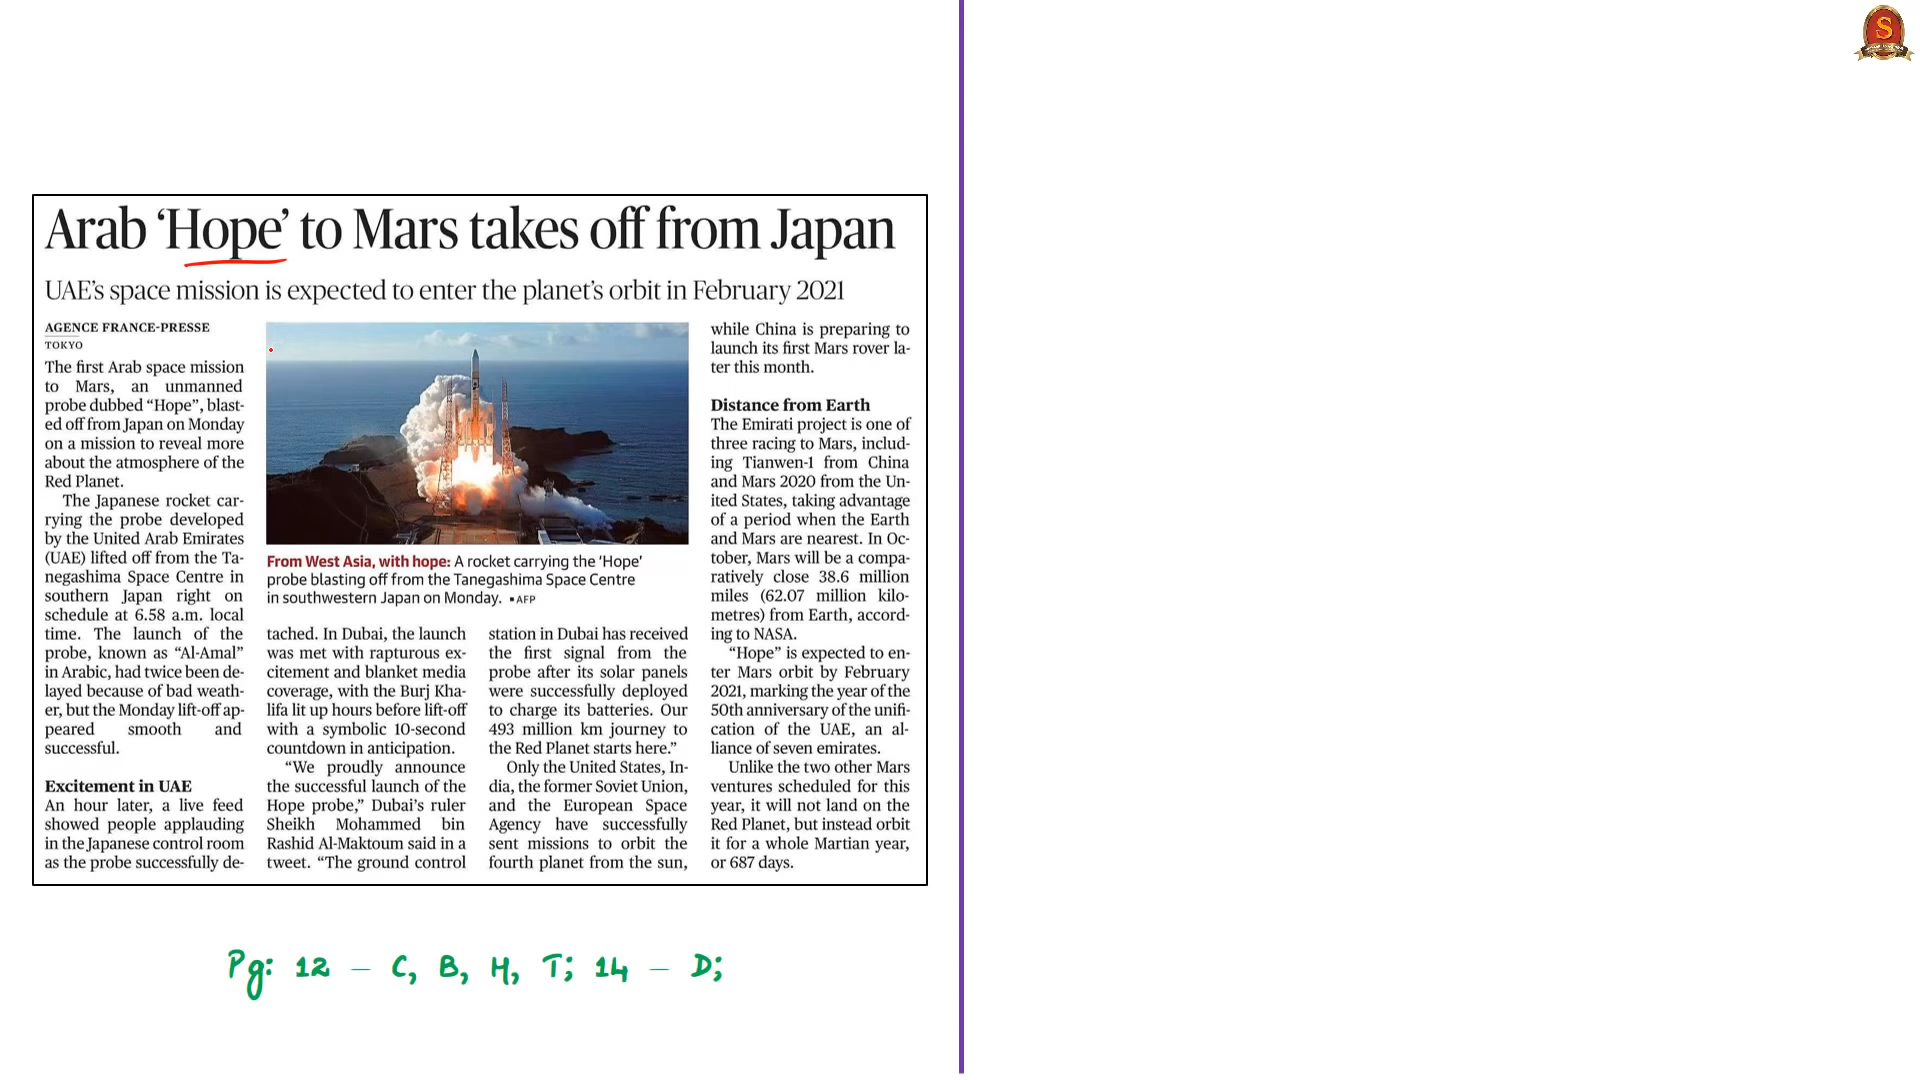 S
Arab ‘Hope’ to Mars takes off from Japan
UAE’s space mission is expected to enter the planet’s orbit in February 2021
AGENCE FRANCE-PRESSE
TOKYO
The first Arab space mission
to Mars, an unmanned
probe dubbed “Hope”, blast-
ed off from Japan on Monday
on a mission to reveal more
about the atmosphere of the
Red Planet.
The Japanese rocket car-
rying the probe developed
by the United Arab Emirates
(UAE) lifted off from the Ta-
negashima Space Centre in
southern Japan right on
schedule at 6.58 a.m. local
time. The launch of the
probe, known as “Al-Amal”
in Arabic, had twice been de-
layed because of bad weath-
er, but the Monday lift-off ap-
peared smooth and
successful.
Excitement in UAE
An hour later, a live feed
showed people applauding
in the Japanese control room
as the probe successfully de-
From West Asia, with hope: A rocket carrying the ‘Hope’
probe blasting off from the Tanegashima Space Centre
in southwestern Japan on Monday. ▪AFP
tached. In Dubai, the launch
was met with rapturous ex-
citement and blanket media
coverage, with the Burj Kha-
lifa lit up hours before lift-off
with a symbolic 10-second
countdown in anticipation.
“We proudly announce
the successful launch of the
Hope probe,” Dubai’s ruler
Sheikh Mohammed bin
Rashid Al-Maktoum said in a
tweet. “The ground control
station in Dubai has received
the first signal from the
probe after its solar panels
were successfully deployed
to charge its batteries. Our
493 million km journey to
the Red Planet starts here.”
Only the United States, In-
dia, the former Soviet Union,
and the European Space
Agency have successfully
sent missions to orbit the
fourth planet from the sun,
while China is preparing to
launch its first Mars rover la-
ter this month.
Distance from Earth
The Emirati project is one of
three racing to Mars, includ-
ing Tianwen-1 from China
and Mars 2020 from the Un-
ited States, taking advantage
of a period when the Earth
and Mars are nearest. In Oc-
tober, Mars will be a compa-
ratively close 38.6 million
miles (62.07 million kilo-
metres) from Earth, accord-
ing to NASA.
“Hope” is expected to en-
ter Mars orbit by February
2021, marking the year of the
50th anniversary of the unifi-
cation of the UAE, an al-
liance of seven emirates.
Unlike the two other Mars
ventures scheduled for this
year, it will not land on the
Red Planet, but instead orbit
it for a whole Martian year,
or 687 days.
Pg: 12 – C, B, H, T; 14 – D;